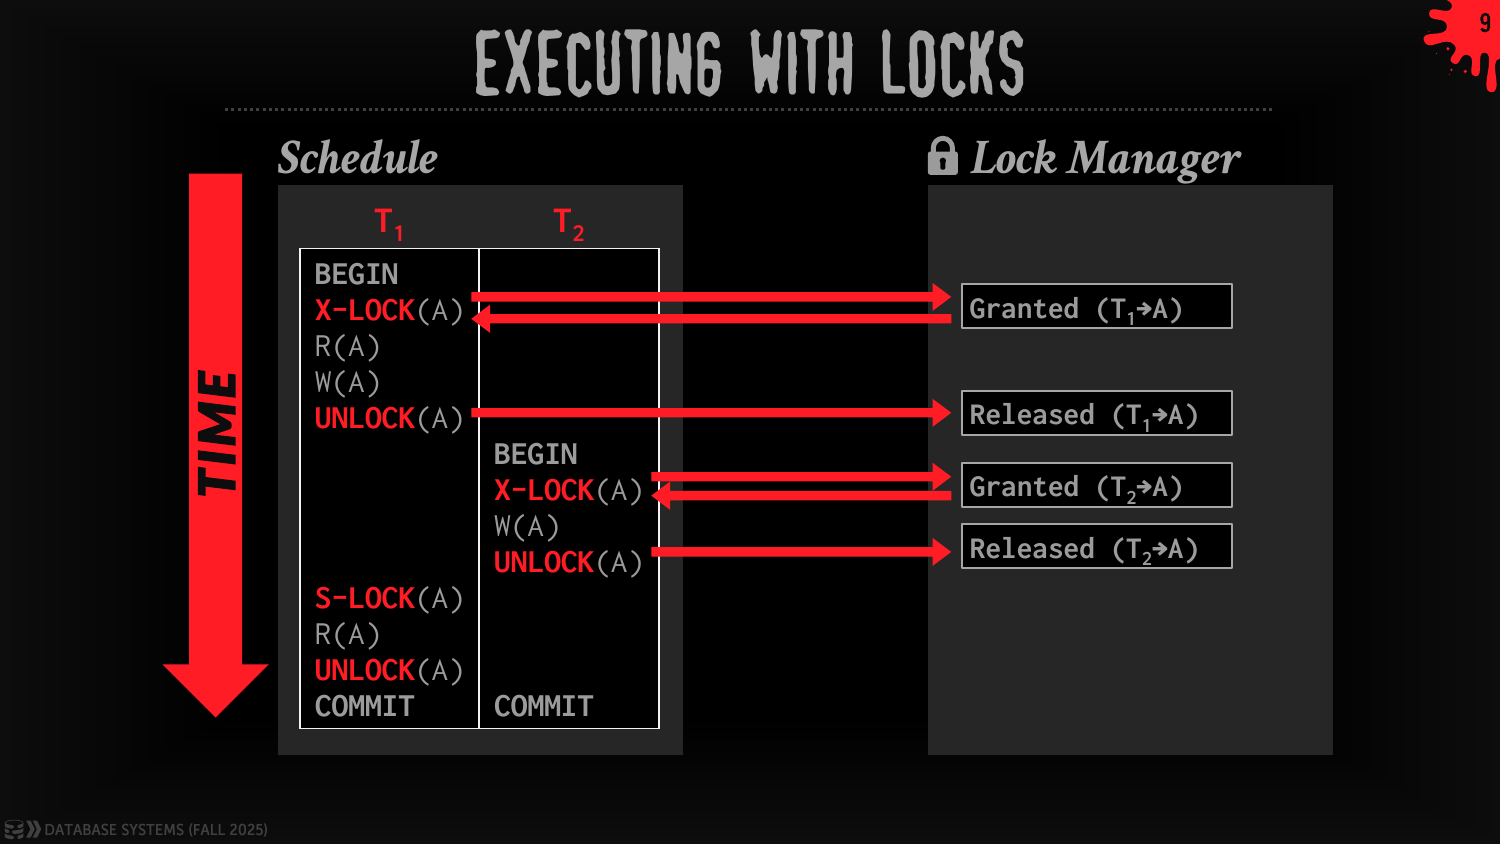 EXECUTING WITH LOCKS
9
Schedule
Lock Manager
TIME
T1 T2
BEGIN
X-LOCK(A)
R(A)
W(A)
UNLOCK(A)
BEGIN
X-LOCK(A)
W(A)
UNLOCK(A)
S-LOCK(A)
R(A)
UNLOCK(A)
COMMIT COMMIT
Granted (T1→A)
Released (T1→A)
Granted (T2→A)
Released (T2→A)
DATABASE SYSTEMS (FALL 2025)